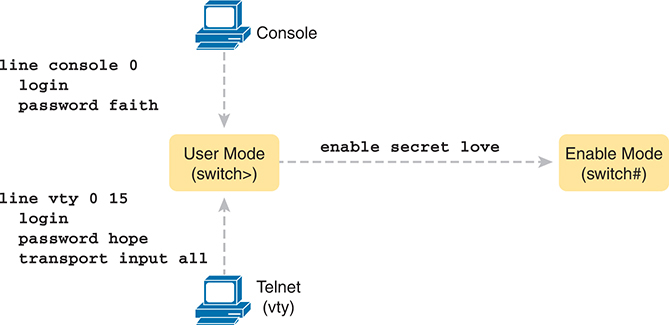 Console
line console 0
login
password faith
User Mode
(switch>)
enable secret love
Enable Mode
(switch#)
line vty 0 15
login
password hope
transport input all
Telnet
(vty)